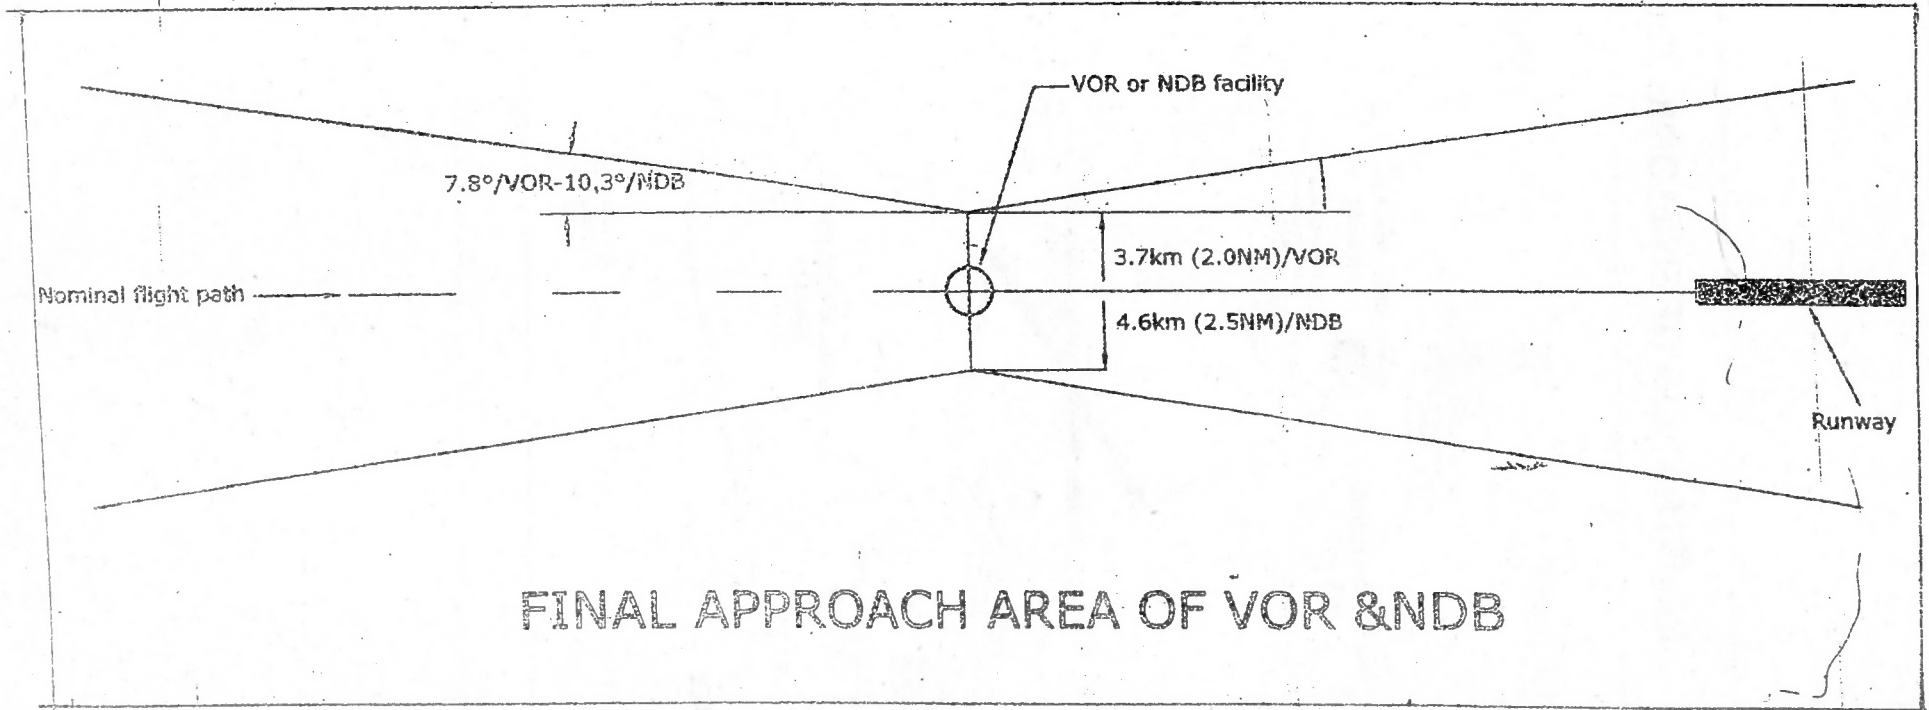 VOR or NDB facility
7.8°/VOR-10,3°/NDB
3.7km (2.0NM)/VOR
Nominal flight path
4.6km (2.5NM)/NDB
Runway
FINAL APPROACH AREA OF VOR &NDB